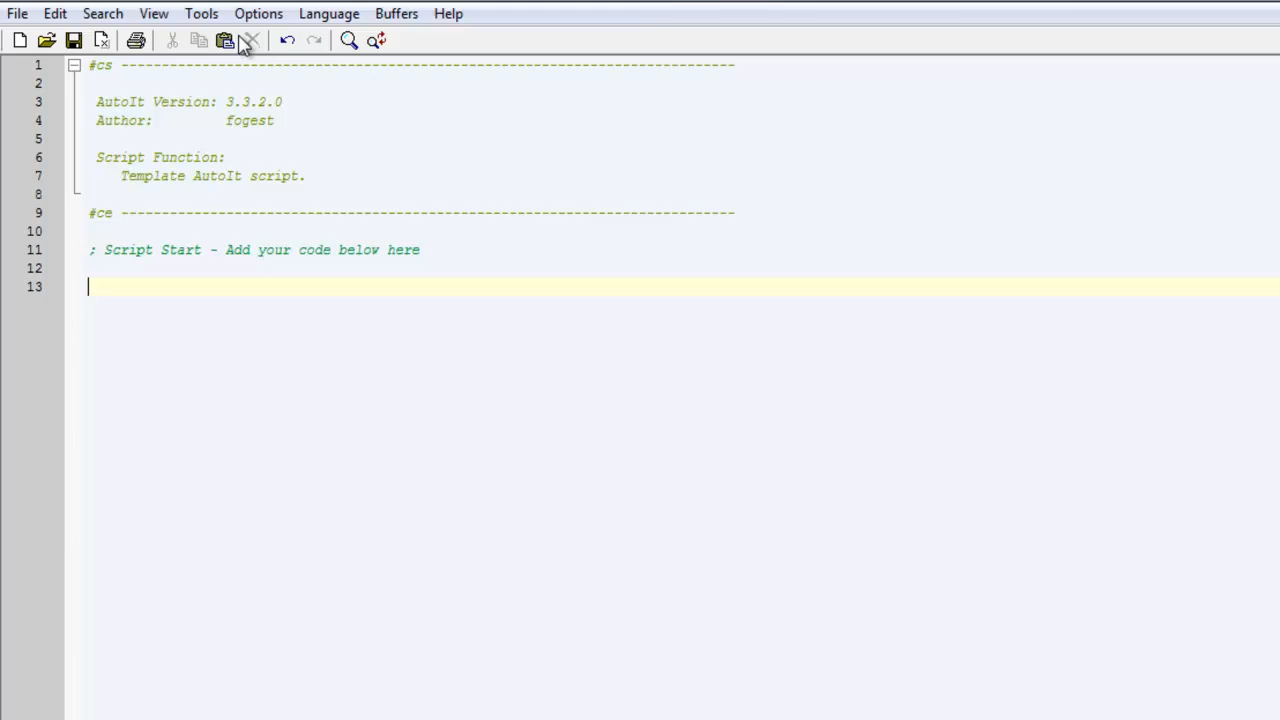 File Edit Search View Tools Options Language Buffers Help
1 #cs ----------------------------------------------------------------------------
2
3 AutoIt Version: 3.3.2.0
4 Author: fogest
5
6 Script Function:
7 Template AutoIt script.
8
9 #ce ----------------------------------------------------------------------------
10
11 ; Script Start - Add your code below here
12
13